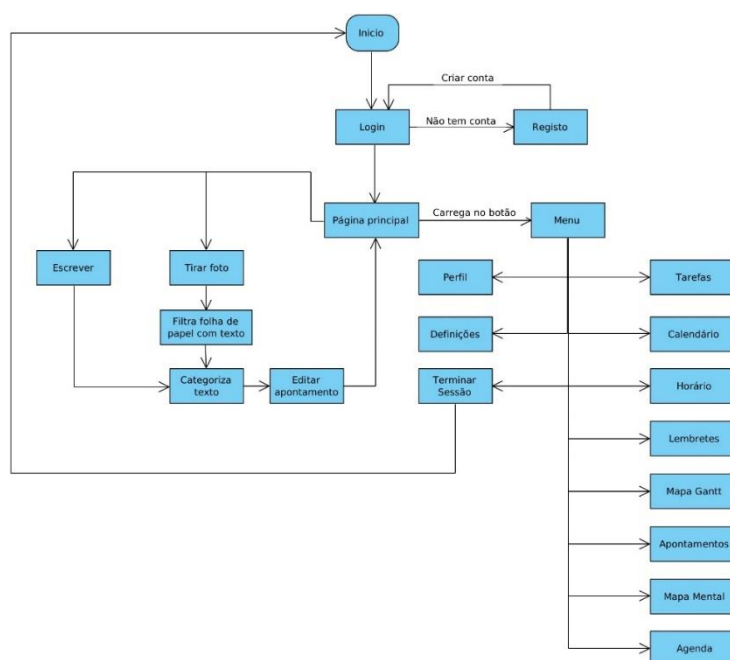 Inicio
Criar conta
Login
Não tem conta
Registo
Página principal
Carrega no botão
Menu
Escrever
Tirar foto
Perfil
Tarefas
Filtra folha de
papel com texto
Definições
Calendário
Categoriza
texto
Editar
apontamento
Terminar
Sessão
Horário
Lembretes
Mapa Gantt
Apontamentos
Mapa Mental
Agenda